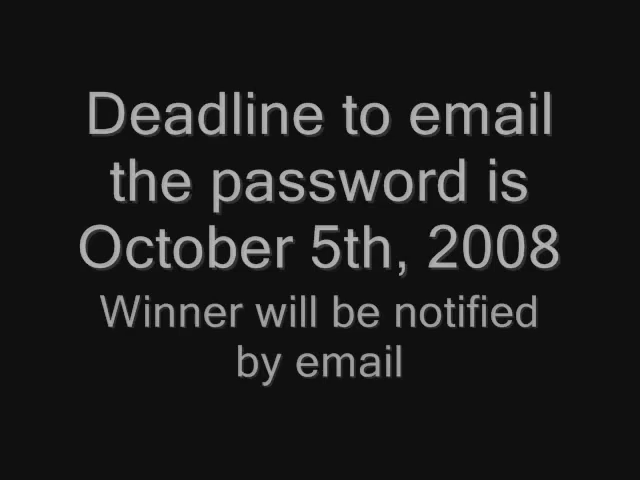 Deadline to email
the password is
October 5th, 2008
Winner will be notified
by email